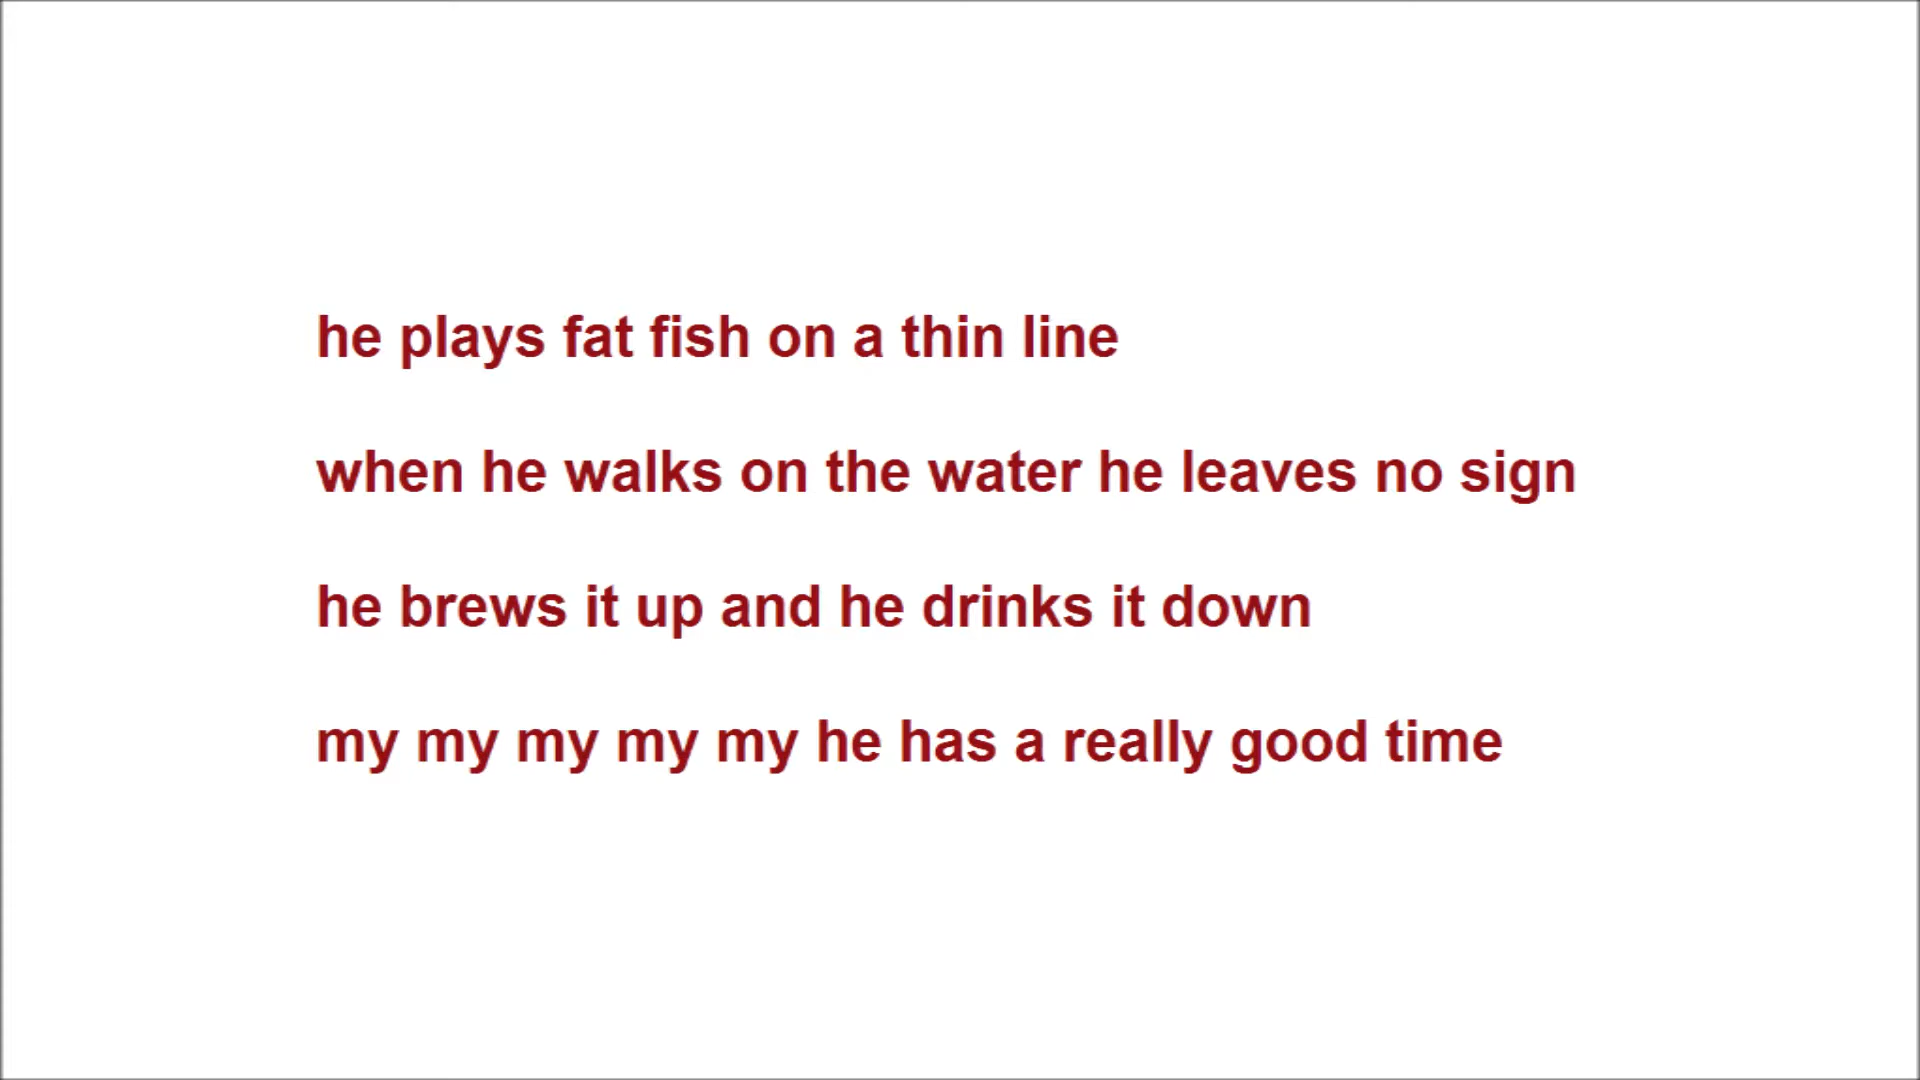 he plays fat fish on a thin line
when he walks on the water he leaves no sign
he brews it up and he drinks it down
my my my my my he has a really good time